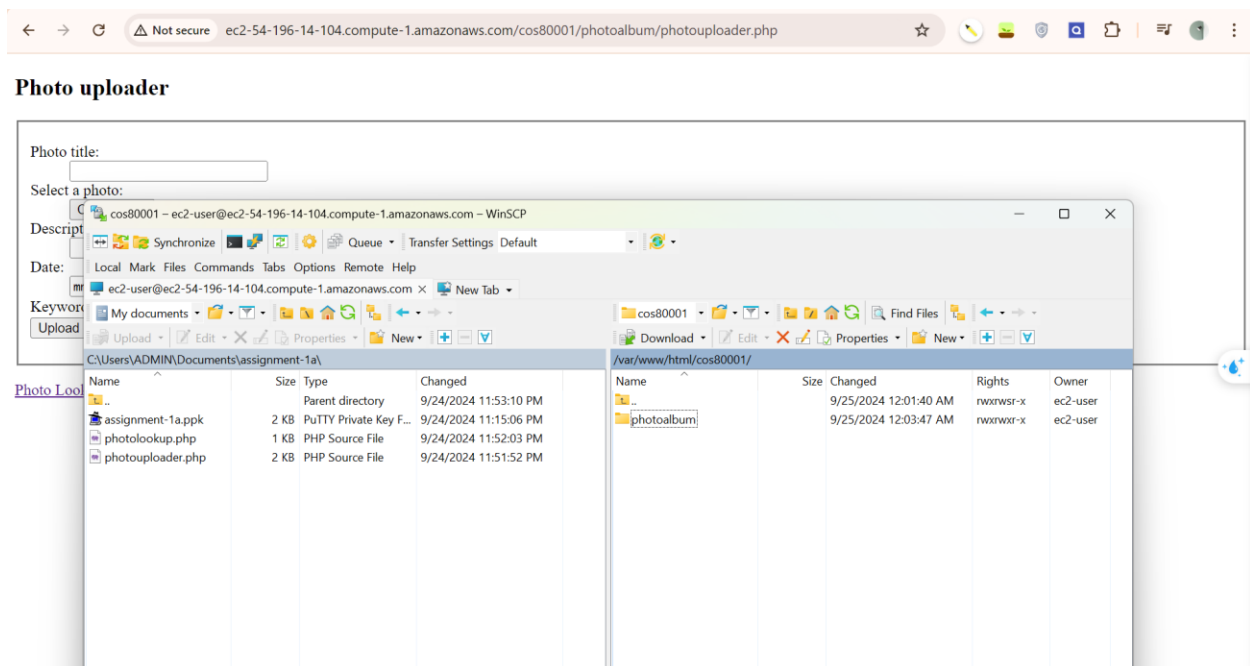 Not secure ec2-54-196-14-104.compute-1.amazonaws.com/cos80001/photoalbum/photouploader.php
Photo uploader
Photo title:
Select a photo:
C
Descript
Date:
mr
Keyword
Upload
Photo Lool
cos80001 – ec2-user@ec2-54-196-14-104.compute-1.amazonaws.com – WinSCP
Synchronize Queue Transfer Settings Default
Local Mark Files Commands Tabs Options Remote Help
ec2-user@ec2-54-196-14-104.compute-1.amazonaws.com × New Tab
My documents cos80001 Find Files
Upload Edit Properties New Download Edit Properties New
C:\Users\ADMIN\Documents\assignment-1a\ /var/www/html/cos80001/
Name Size Type Changed Name Size Changed Rights Owner
.. Parent directory 9/24/2024 11:53:10 PM .. 9/25/2024 12:01:40 AM rwxrwsr-x ec2-user
assignment-1a.ppk 2 KB PuTTY Private Key F... 9/24/2024 11:15:06 PM photoalbum 9/25/2024 12:03:47 AM rwxrwxr-x ec2-user
photolookup.php 1 KB PHP Source File 9/24/2024 11:52:03 PM
photouploader.php 2 KB PHP Source File 9/24/2024 11:51:52 PM